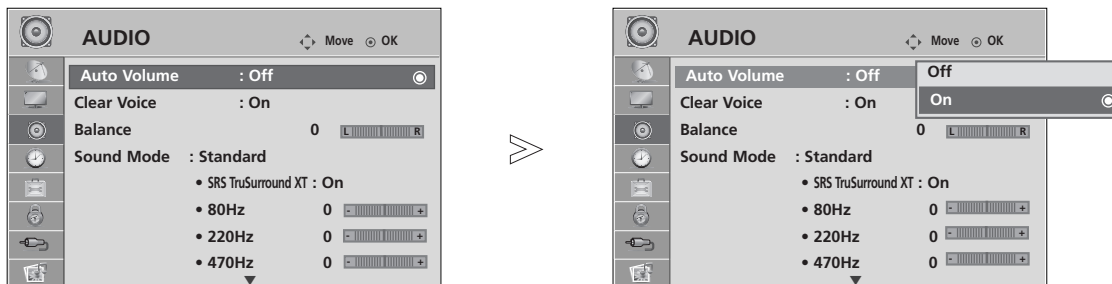 AUDIO Move OK
Auto Volume : Off
Clear Voice : On
Balance 0 L R
Sound Mode : Standard
• SRS TruSurround XT : On
• 80Hz 0 - +
• 220Hz 0 - +
• 470Hz 0 - +
AUDIO Move OK
Auto Volume : Off
Off
On
Clear Voice : On
Balance 0 L R
Sound Mode : Standard
• SRS TruSurround XT : On
• 80Hz 0 - +
• 220Hz 0 - +
• 470Hz 0 - +